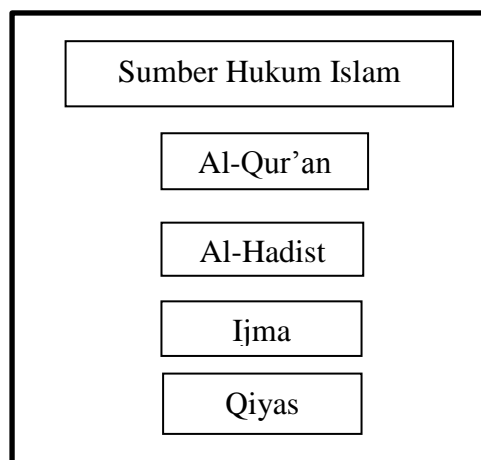 Sumber Hukum Islam
Al-Qur’an
Al-Hadist
Ijma
Qiyas